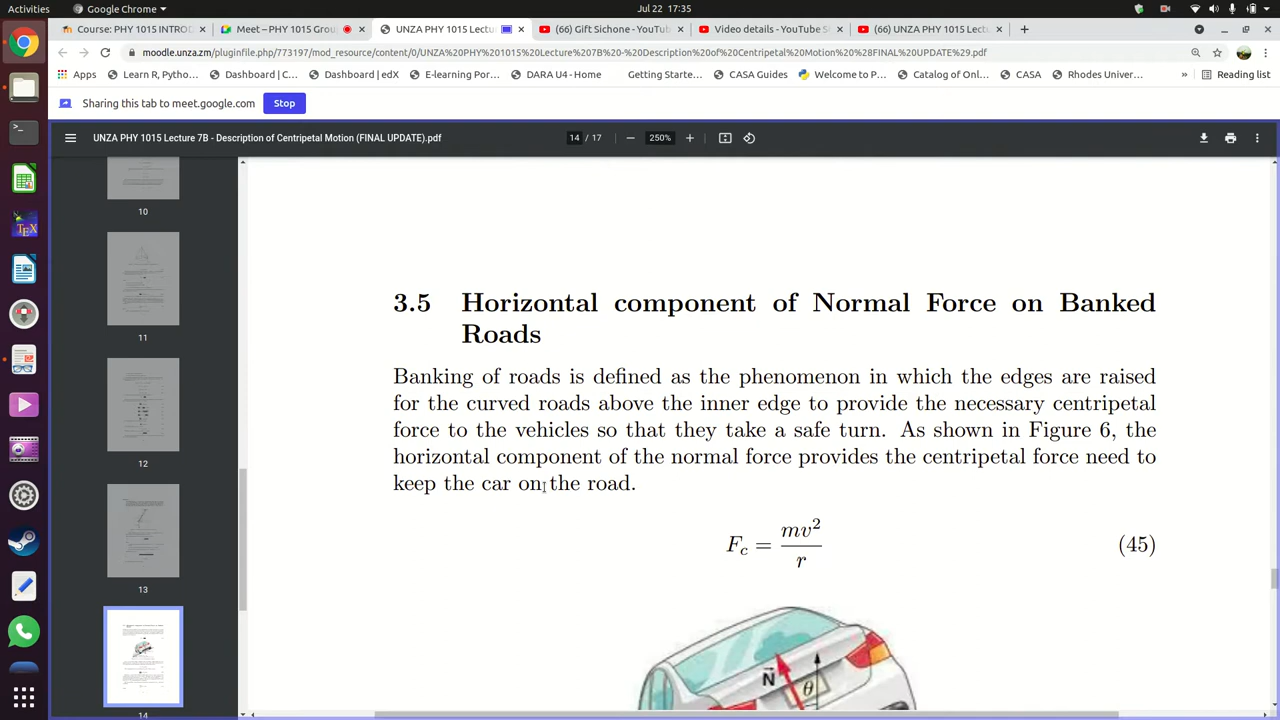 Activities
Google Chrome
Jul 22 17:35
Course: PHY 1015 INTROD
Meet – PHY 1015 Grou
UNZA PHY 1015 Lectu
(66) Gift Sichone - YouTu
Video details - YouTube S
(66) UNZA PHY 1015 Lec
moodle.unza.zm/pluginfile.php/773197/mod_resource/content/0/UNZA%20PHY%201015%20Lecture%207B%20-%20Description%20of%20Centripetal%20Motion%20%28FINAL%20UPDATE%29.pdf
Apps
Learn R, Pytho...
Dashboard | C...
Dashboard | edX
E-learning Por...
DARA U4 - Home
Getting Starte...
CASA Guides
Welcome to P...
Catalog of Onl...
CASA
Rhodes Univer...
»
Reading list
Sharing this tab to meet.google.com
Stop
UNZA PHY 1015 Lecture 7B - Description of Centripetal Motion (FINAL UPDATE).pdf
14 / 17
250%
10
11
12
13
14
3.5 Horizontal component of Normal Force on Banked
Roads
Banking of roads is defined as the phenomenon in which the edges are raised
for the curved roads above the inner edge to provide the necessary centripetal
force to the vehicles so that they take a safe turn. As shown in Figure 6, the
horizontal component of the normal force provides the centripetal force need to
keep the car on the road.
F_c = mv²/r (45)
N
θ